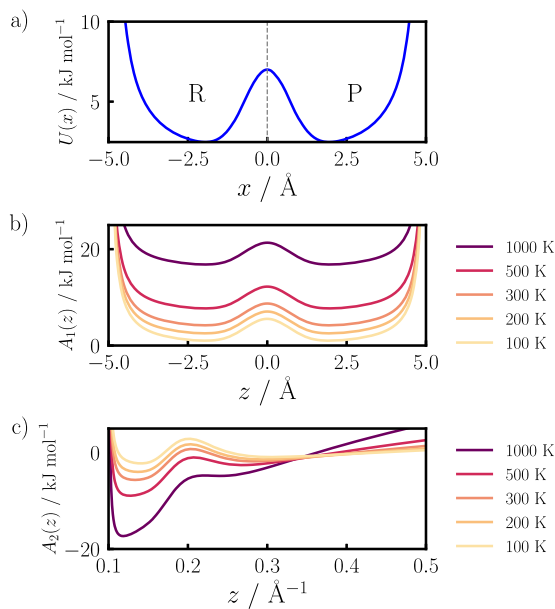 a)
10
5
U(x) / kJ mol⁻¹
R
P
−5.0
−2.5
0.0
2.5
5.0
x / Å
b)
20
0
A₁(z) / kJ mol⁻¹
−5.0
−2.5
0.0
2.5
5.0
z / Å
1000 K
500 K
300 K
200 K
100 K
c)
0
−20
A₂(z) / kJ mol⁻¹
0.1
0.2
0.3
0.4
0.5
z / Å⁻¹
1000 K
500 K
300 K
200 K
100 K